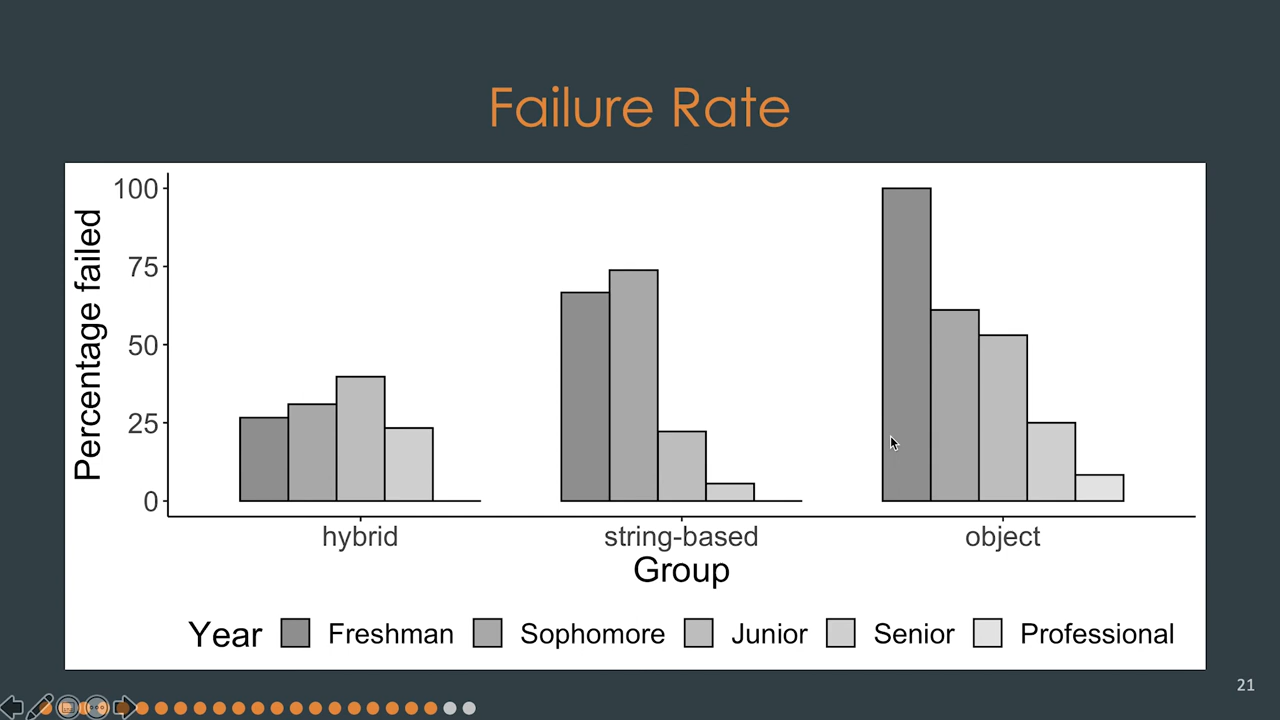 Failure Rate
Percentage failed
100
75
50
25
0
hybrid string-based object
Group
Year Freshman Sophomore Junior Senior Professional
21